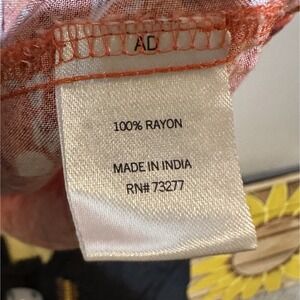 AD
100% RAYON
MADE IN INDIA
RN# 73277